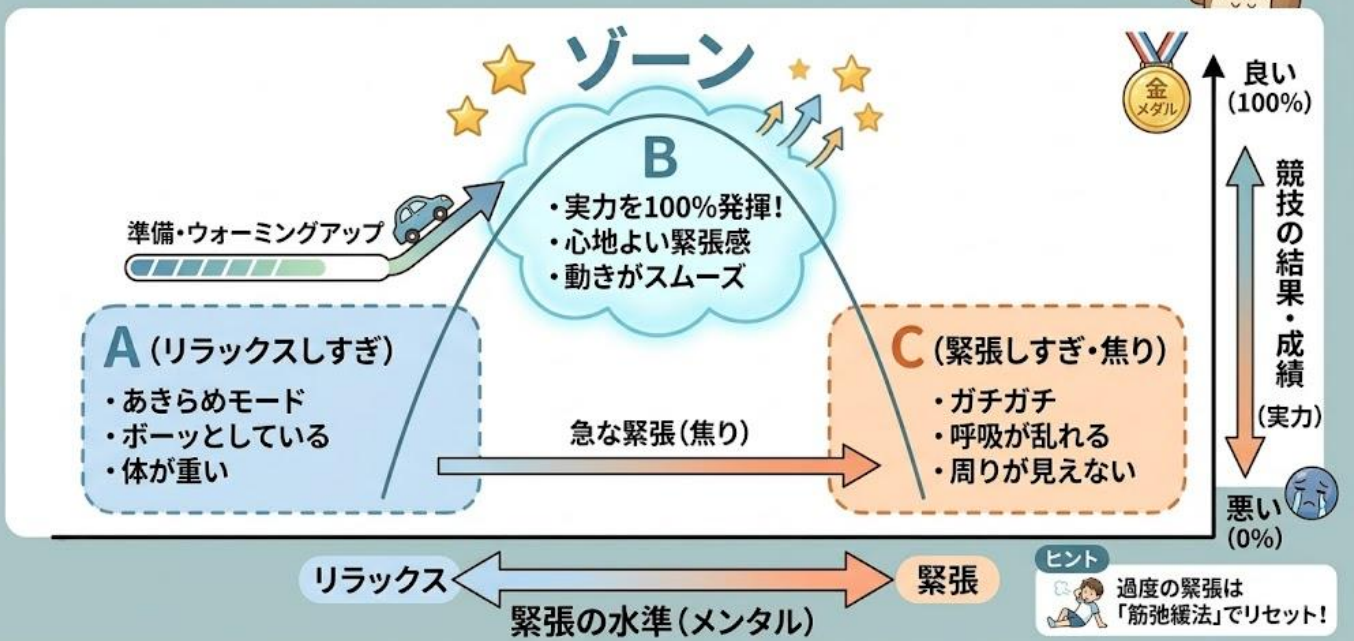 ゾーン
B
・実力を100%発揮!
・心地よい緊張感
・動きがスムーズ
準備・ウォーミングアップ
A(リラックスしすぎ)
・あきらめモード
・ボーッとしている
・体が重い
急な緊張(焦り)
C(緊張しすぎ・焦り)
・ガチガチ
・呼吸が乱れる
・周りが見えない
金
メダル
良い
(100%)
競技の結果・成績
(実力)
悪い
(0%)
リラックス
緊張
緊張の水準(メンタル)
ヒント
過度の緊張は
「筋弛緩法」でリセット!